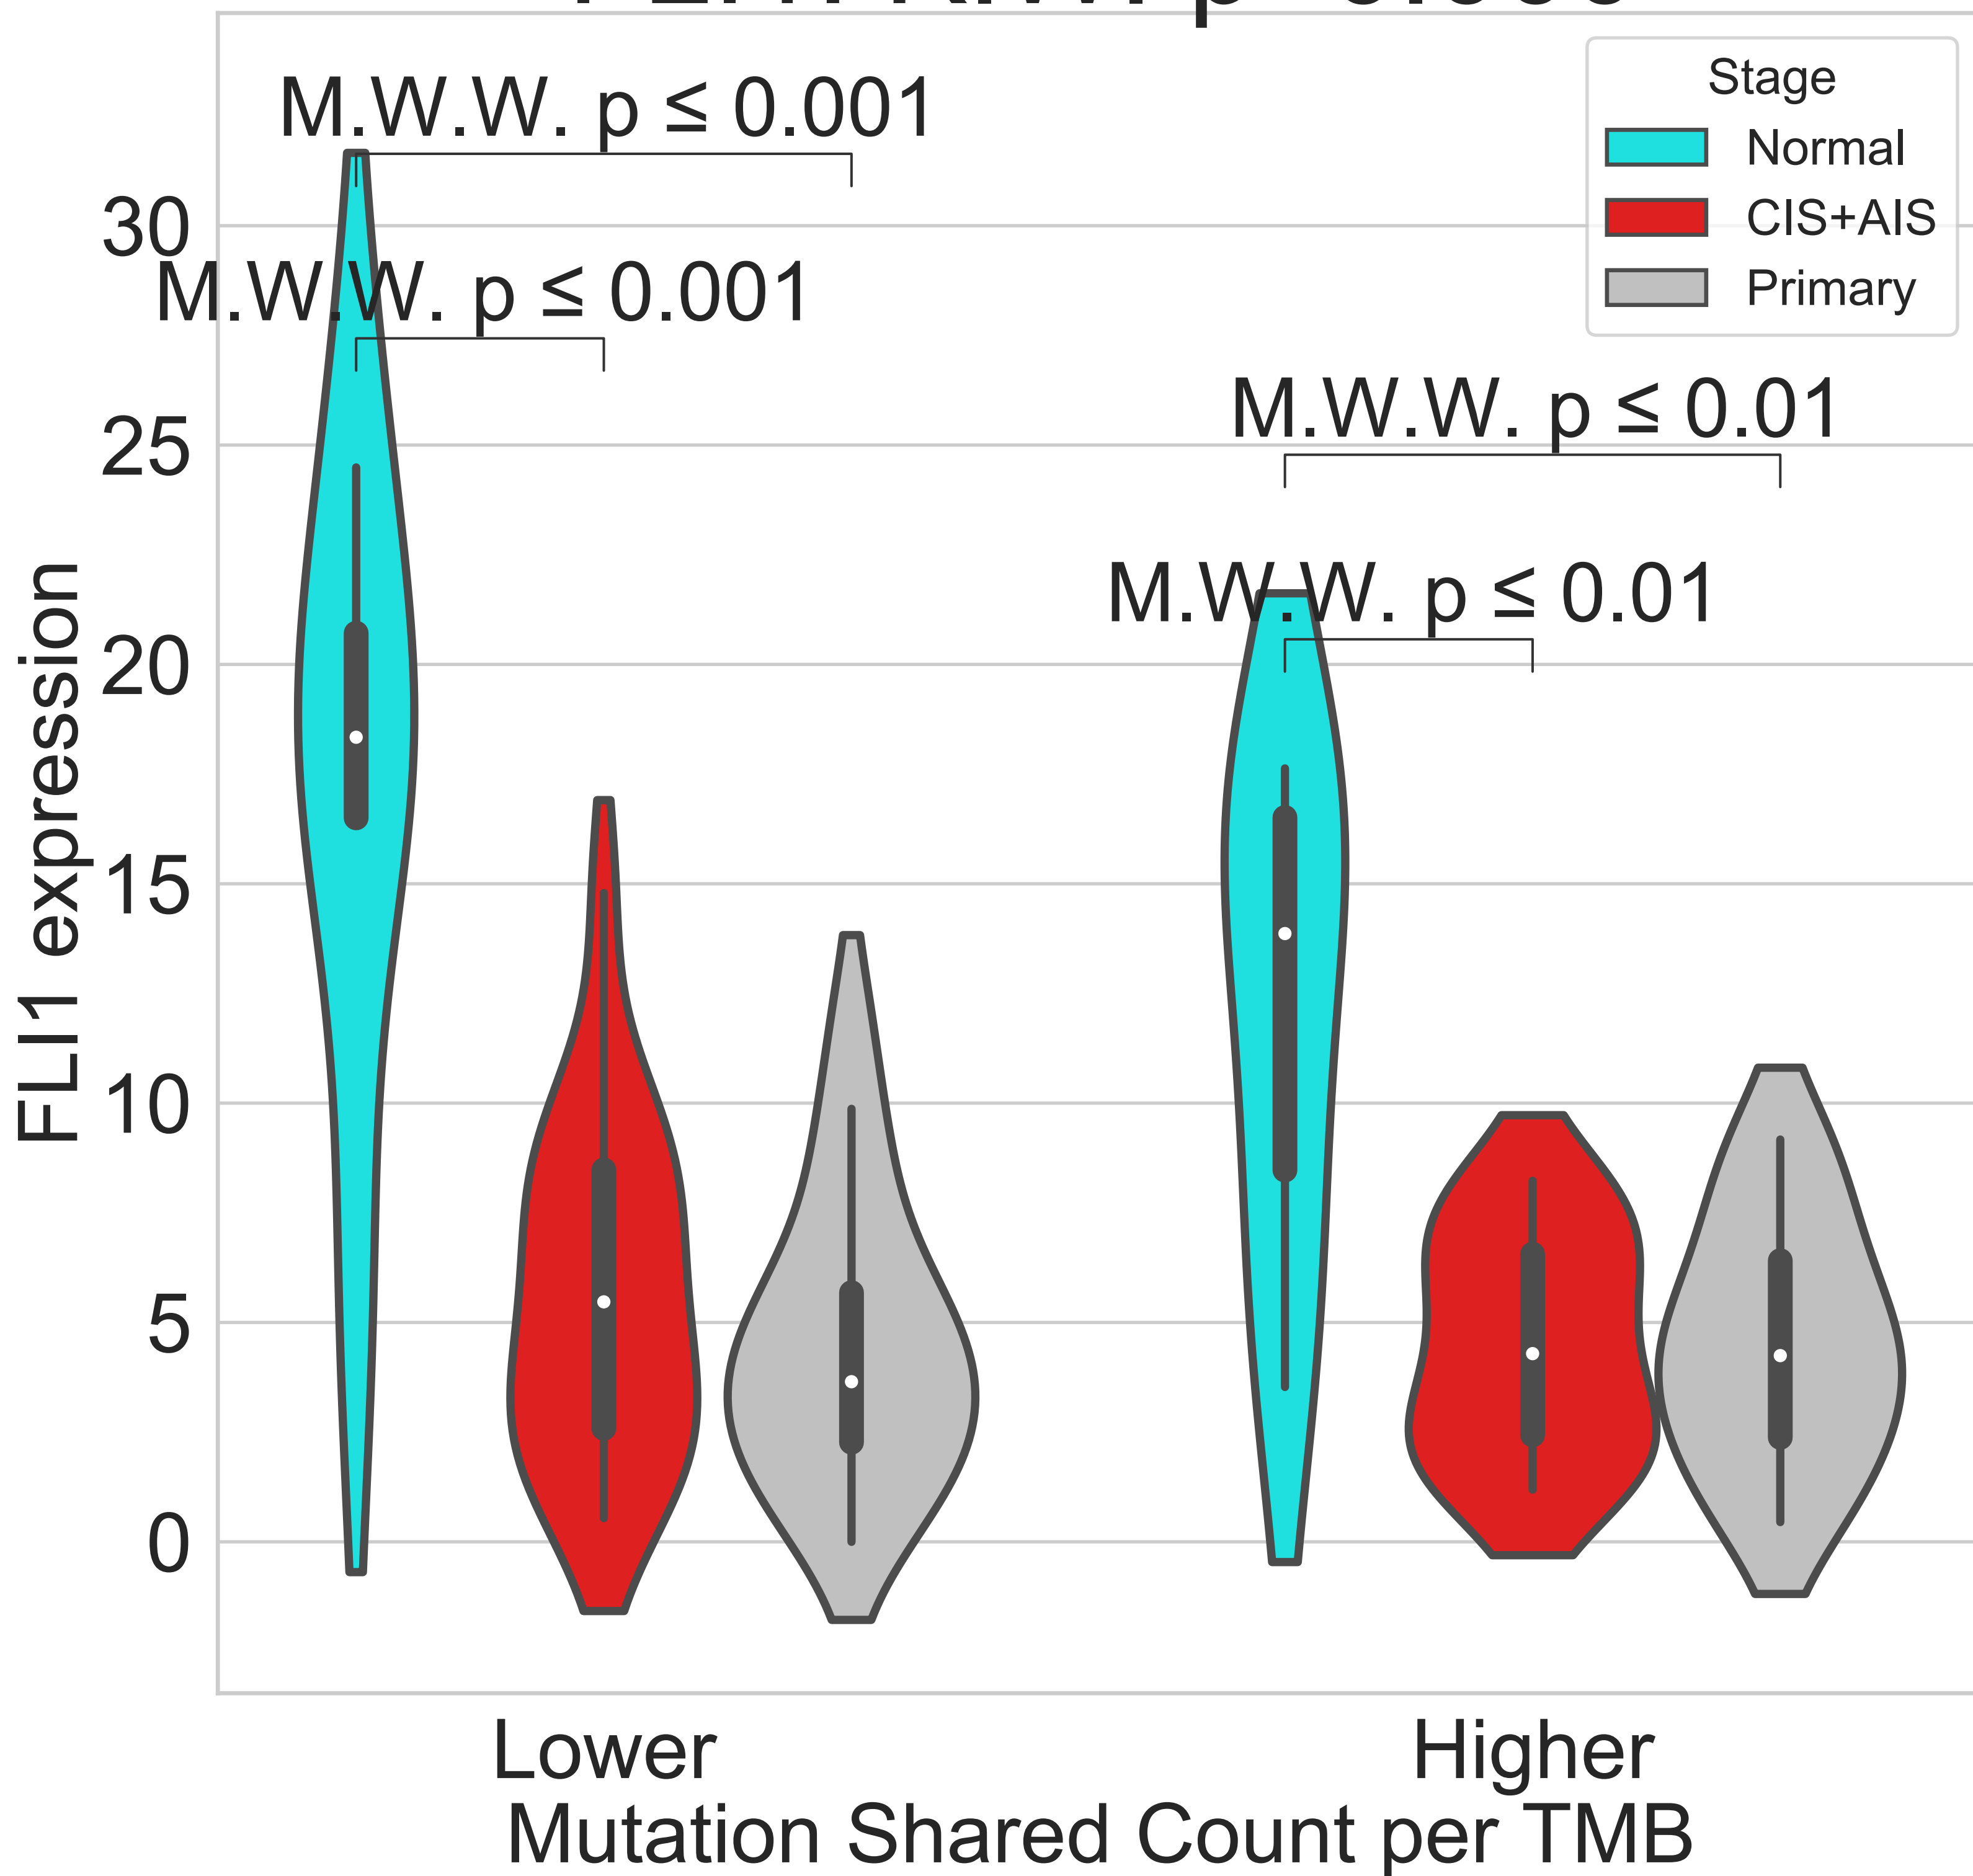 Stage
Normal
CIS+AIS
Primary
M.W.W. p ≤ 0.001
M.W.W. p ≤ 0.001
M.W.W. p ≤ 0.01
M.W.W. p ≤ 0.01
FLI1 expression
30
25
20
15
10
5
0
Lower
Higher
Mutation Shared Count per TMB